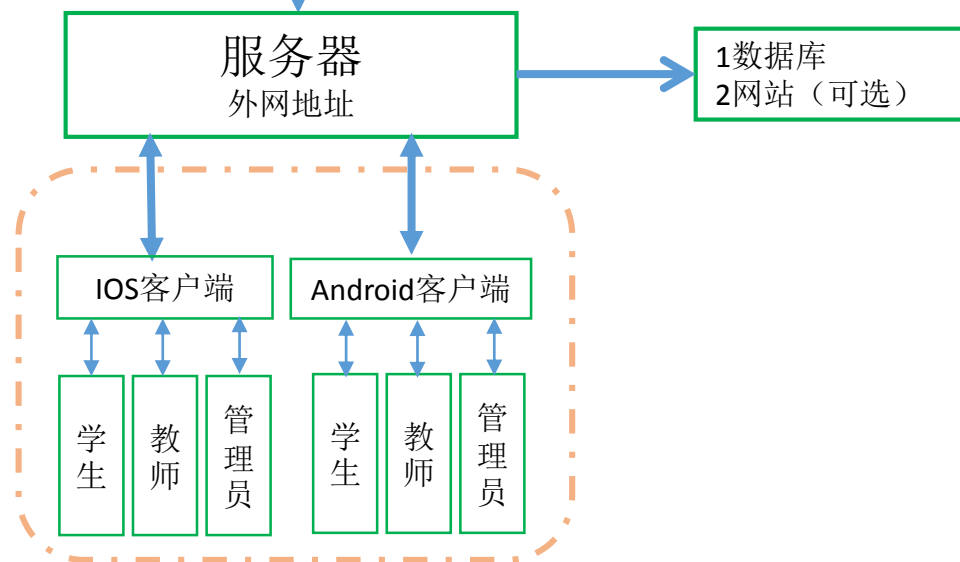 服务器
外网地址
1数据库
2网站（可选）
IOS客户端
Android客户端
学生
教师
管理员
学生
教师
管理员